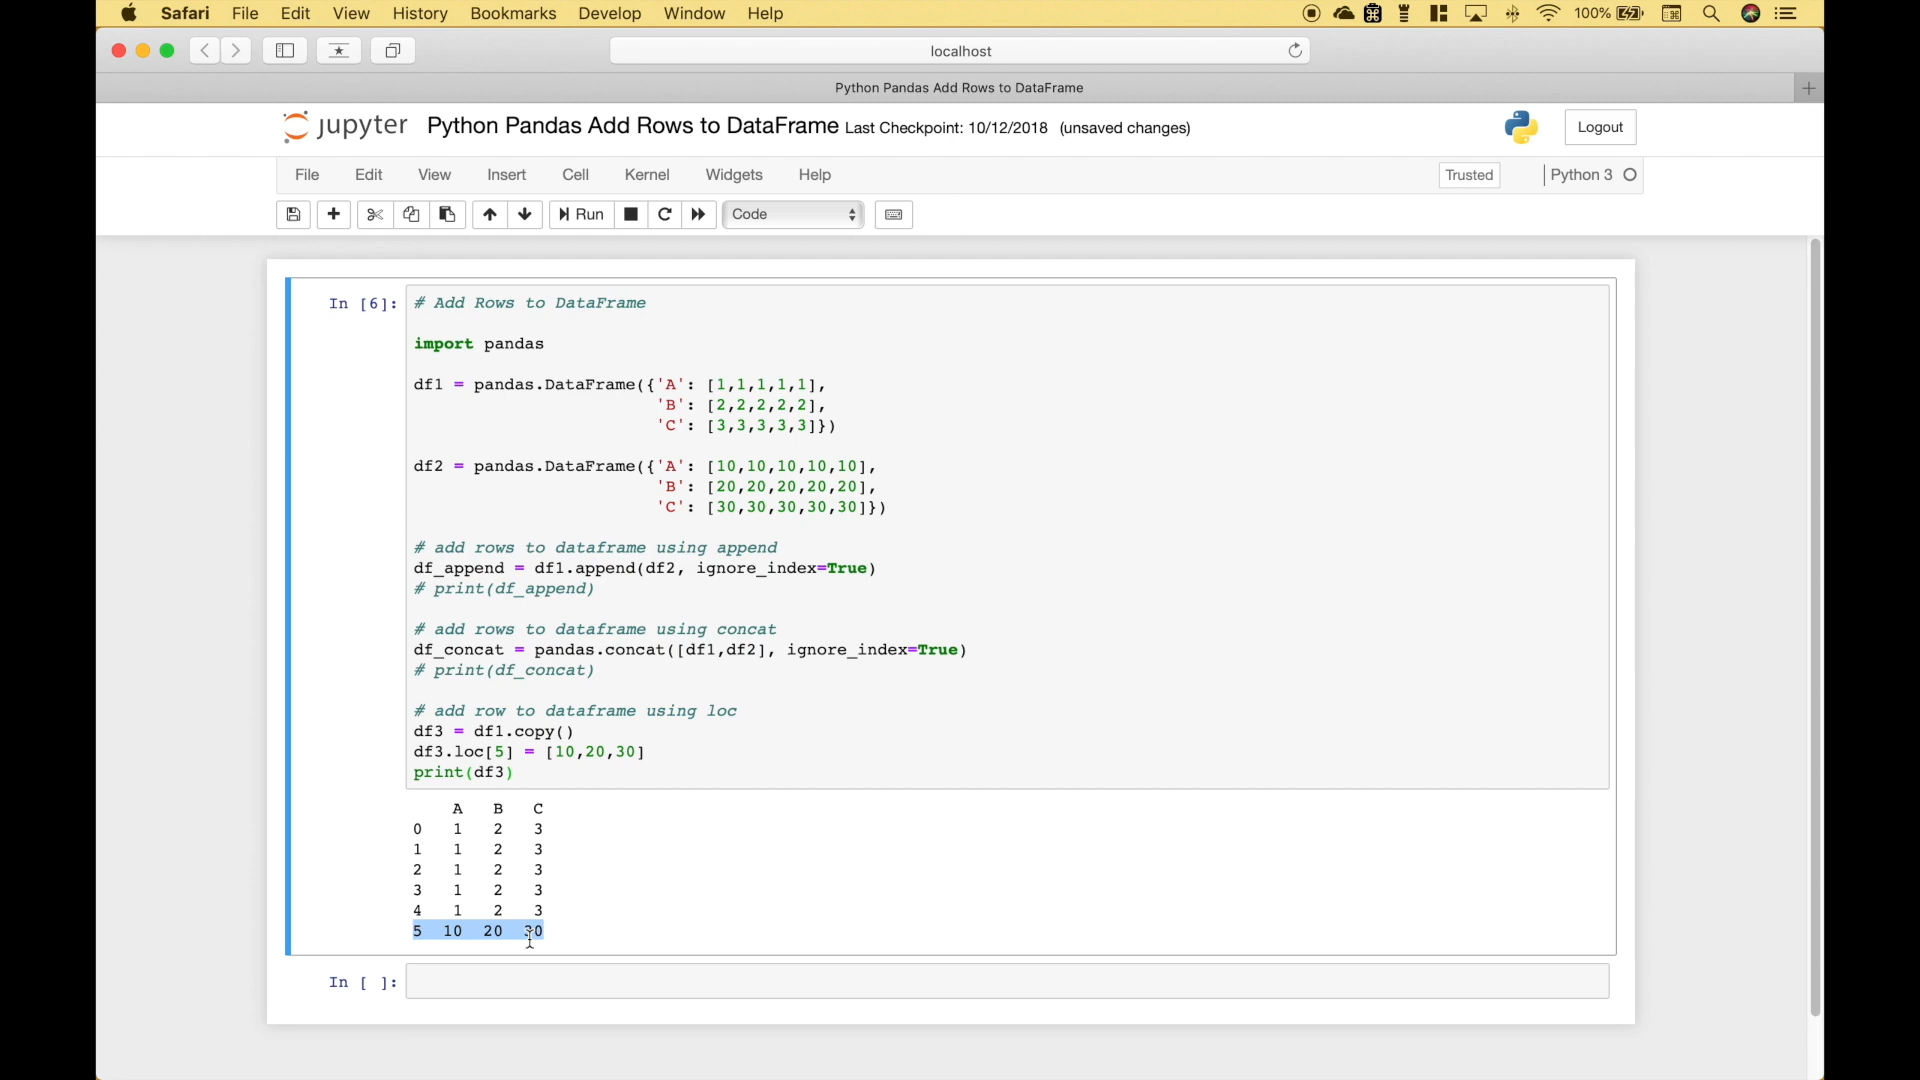 Safari File Edit View History Bookmarks Develop Window Help 100%
localhost
Python Pandas Add Rows to DataFrame
jupyter Python Pandas Add Rows to DataFrame Last Checkpoint: 10/12/2018 (unsaved changes) Logout
File Edit View Insert Cell Kernel Widgets Help Trusted Python 3
Run Code
In [6]: # Add Rows to DataFrame
import pandas
df1 = pandas.DataFrame({'A': [1,1,1,1,1],
'B': [2,2,2,2,2],
'C': [3,3,3,3,3]})
df2 = pandas.DataFrame({'A': [10,10,10,10,10],
'B': [20,20,20,20,20],
'C': [30,30,30,30,30]})
# add rows to dataframe using append
df_append = df1.append(df2, ignore_index=True)
# print(df_append)
# add rows to dataframe using concat
df_concat = pandas.concat([df1,df2], ignore_index=True)
# print(df_concat)
# add row to dataframe using loc
df3 = df1.copy()
df3.loc[5] = [10,20,30]
print(df3)
A B C
0 1 2 3
1 1 2 3
2 1 2 3
3 1 2 3
4 1 2 3
5 10 20 30
In [ ]: